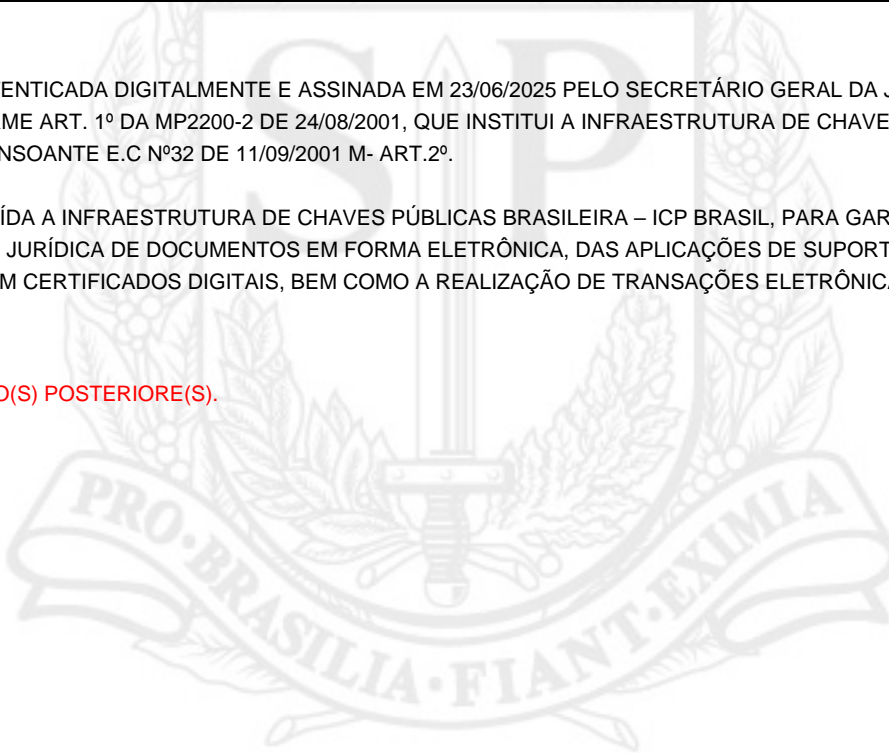 ENTICADA DIGITALMENTE E ASSINADA EM 23/06/2025 PELO SECRETÁRIO GERAL DA J
AME ART. 1º DA MP2200-2 DE 24/08/2001, QUE INSTITUI A INFRAESTRUTURA DE CHAVE
NSOANTE E.C Nº32 DE 11/09/2001 M- ART.2º.
ÍDA A INFRAESTRUTURA DE CHAVES PÚBLICAS BRASILEIRA – ICP BRASIL, PARA GAR
JURÍDICA DE DOCUMENTOS EM FORMA ELETRÔNICA, DAS APLICAÇÕES DE SUPORT
M CERTIFICADOS DIGITAIS, BEM COMO A REALIZAÇÃO DE TRANSAÇÕES ELETRÔNICA
O(S) POSTERIORE(S).
SP
PRO·BRASILIA·FIANT·EXIMIA